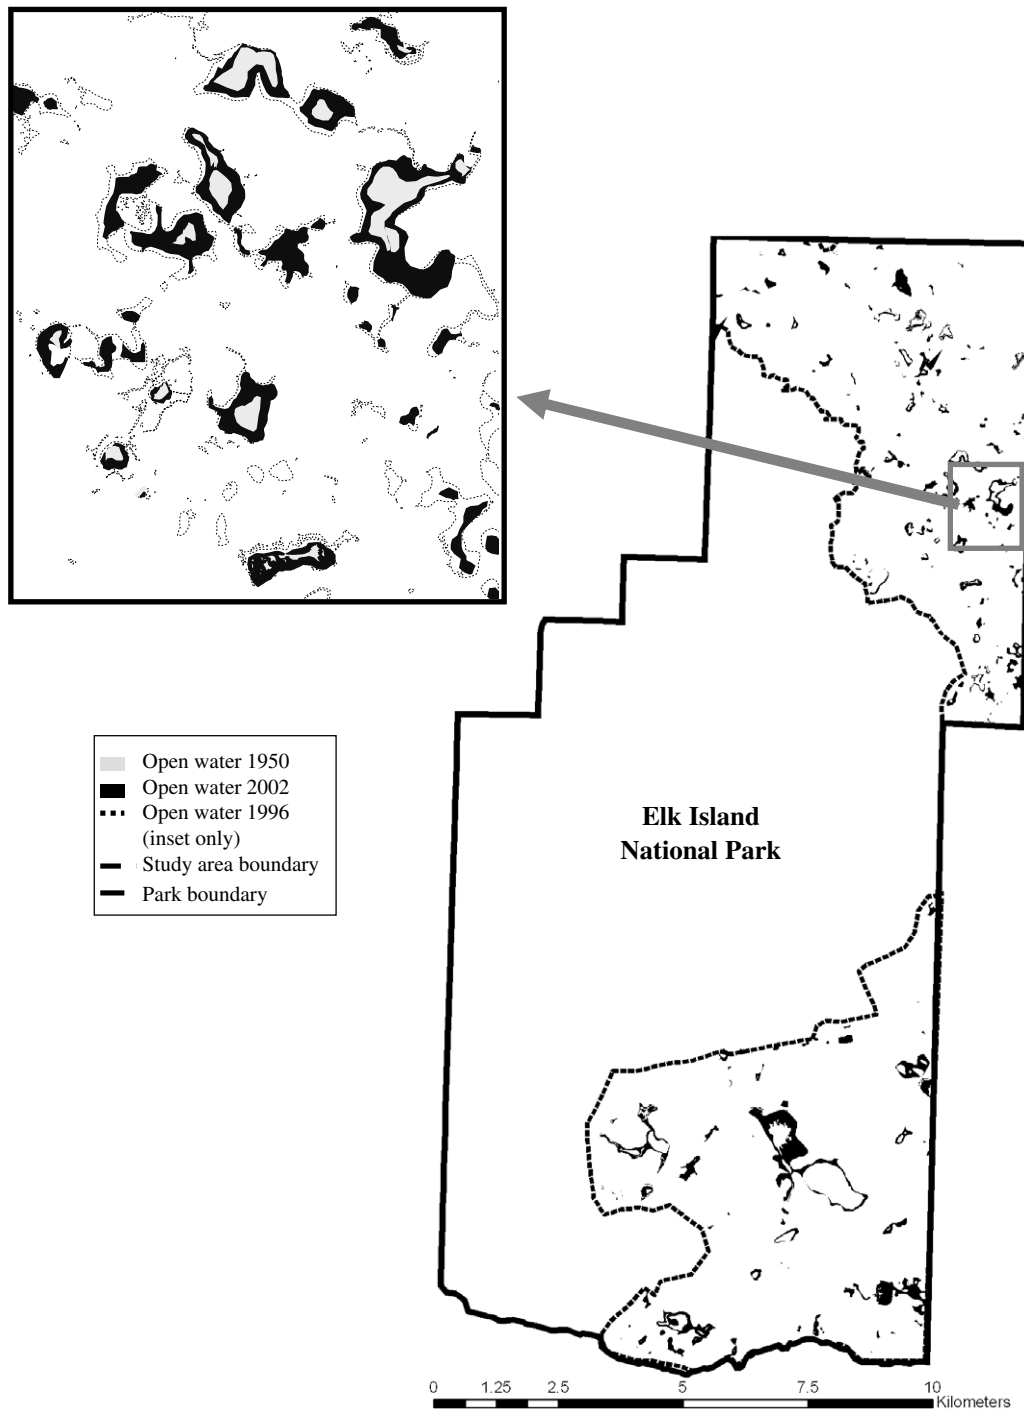 Open water 1950
Open water 2002
Open water 1996
(inset only)
Study area boundary
Park boundary
Elk Island
National Park
0 1.25 2.5 5 7.5 10
Kilometers